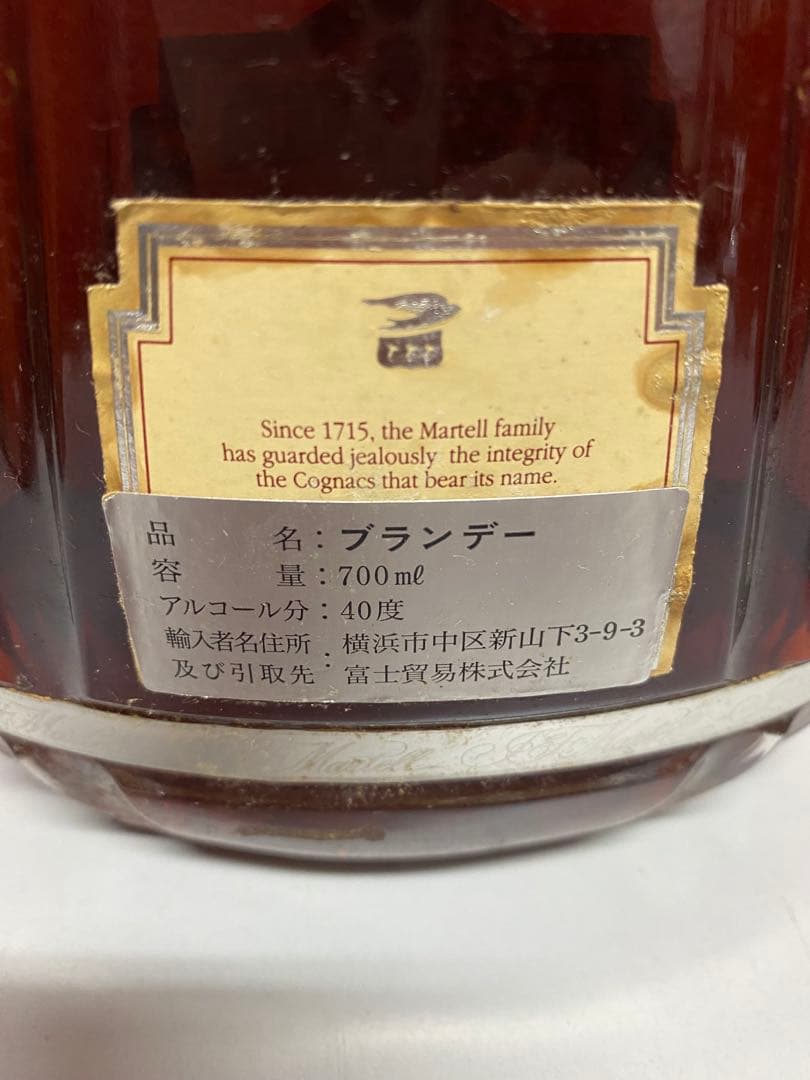 Since 1715, the Martell family
has guarded jealously the integrity of
the Cognacs that bear its name.
品 名：ブランデー
容 量：700mℓ
アルコール分：40度
輸入者名住所 横浜市中区新山下3-9-3
及び引取先：富士貿易株式会社
Martell